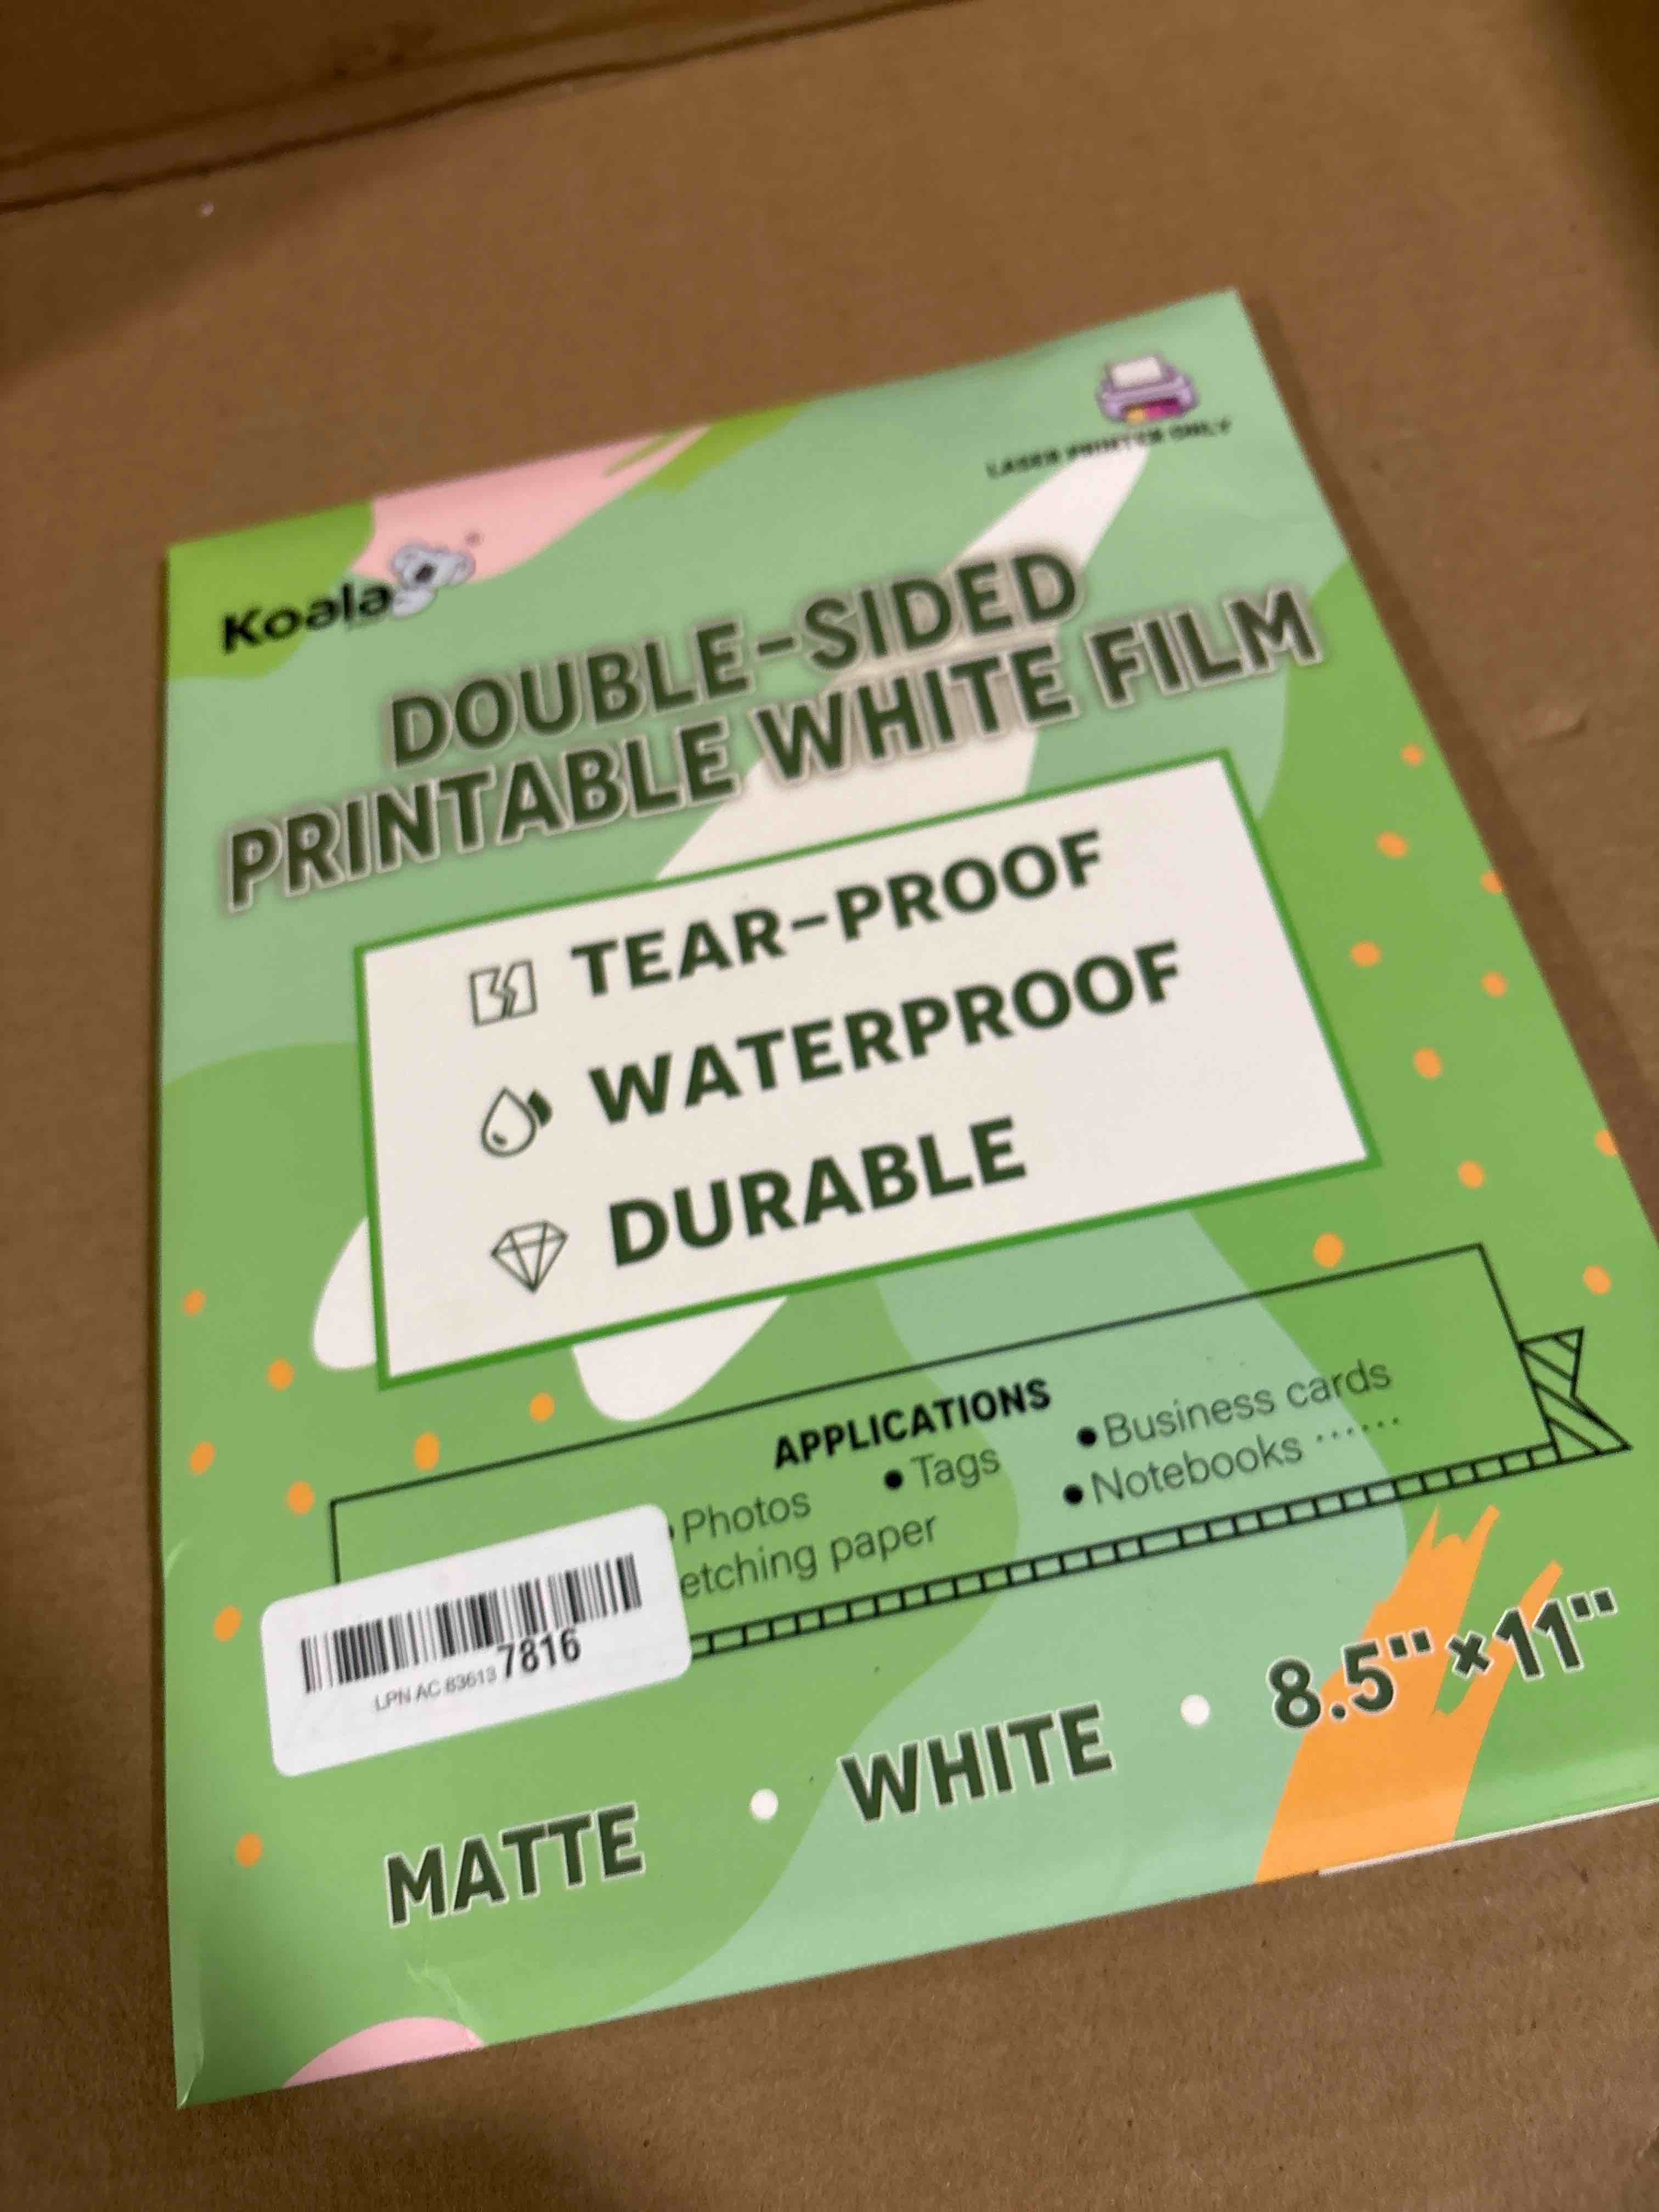 LASER PRINTER ONLY
Koala
DOUBLE-SIDED
PRINTABLE WHITE FILM
TEAR-PROOF
WATERPROOF
DURABLE
APPLICATIONS
Photos • Tags • Business cards
etching paper • Notebooks ······
LPN AC 83613 7816
MATTE • WHITE • 8.5"×11"